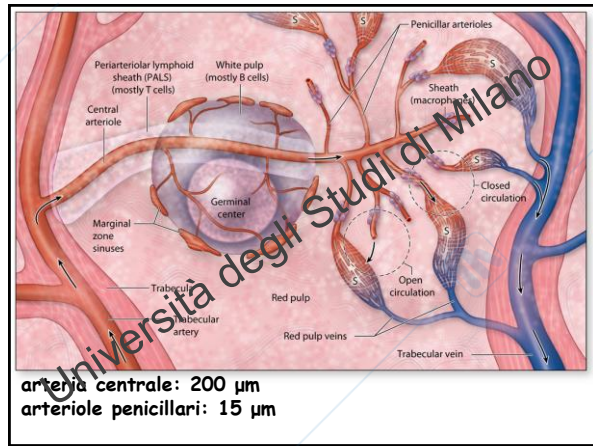 S
S
Penicillar arterioles
Periarteriolar lymphoid
sheath (PALS)
(mostly T cells)
White pulp
(mostly B cells)
S
Central
arteriole
Sheath
(macrophages)
S
Closed
circulation
Germinal
center
S
Marginal
zone
sinuses
S
Open
circulation
Trabecula
Red pulp
Trabecular
artery
Red pulp veins
Trabecular vein
Università degli Studi di Milano
arteria centrale: 200 µm
arteriole penicillari: 15 µm